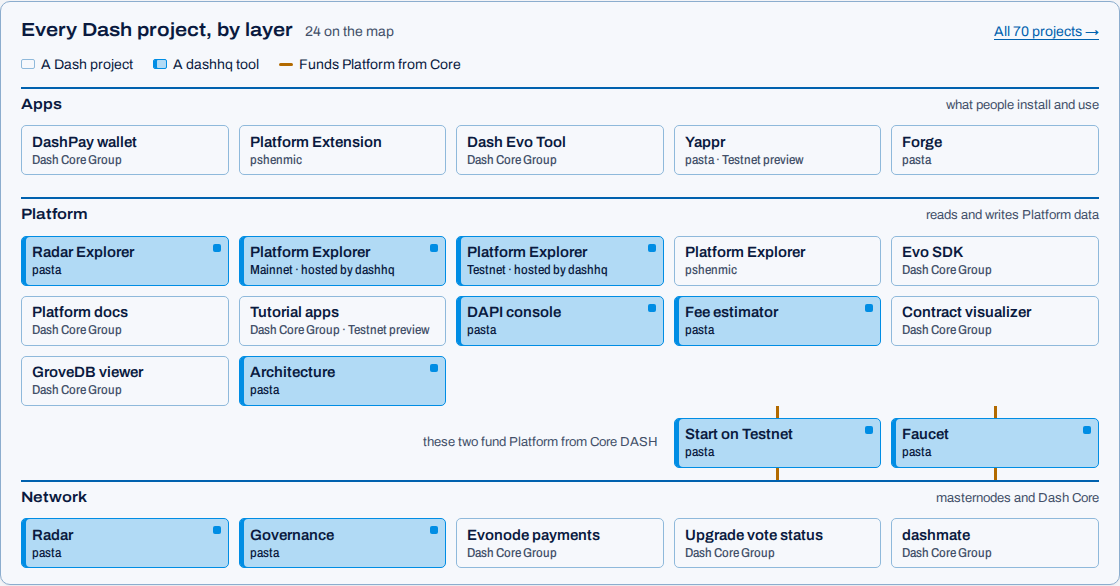 Every Dash project, by layer 24 on the map All 70 projects →
A Dash project A dashhq tool Funds Platform from Core
Apps what people install and use
DashPay wallet
Dash Core Group
Platform Extension
pshenmic
Dash Evo Tool
Dash Core Group
Yappr
pasta · Testnet preview
Forge
pasta
Platform reads and writes Platform data
Radar Explorer
pasta
Platform Explorer
Mainnet · hosted by dashhq
Platform Explorer
Testnet · hosted by dashhq
Platform Explorer
pshenmic
Evo SDK
Dash Core Group
Platform docs
Dash Core Group
Tutorial apps
Dash Core Group · Testnet preview
DAPI console
pasta
Fee estimator
pasta
Contract visualizer
Dash Core Group
GroveDB viewer
Dash Core Group
Architecture
pasta
these two fund Platform from Core DASH
Start on Testnet
pasta
Faucet
pasta
Network masternodes and Dash Core
Radar
pasta
Governance
pasta
Evonode payments
Dash Core Group
Upgrade vote status
Dash Core Group
dashmate
Dash Core Group